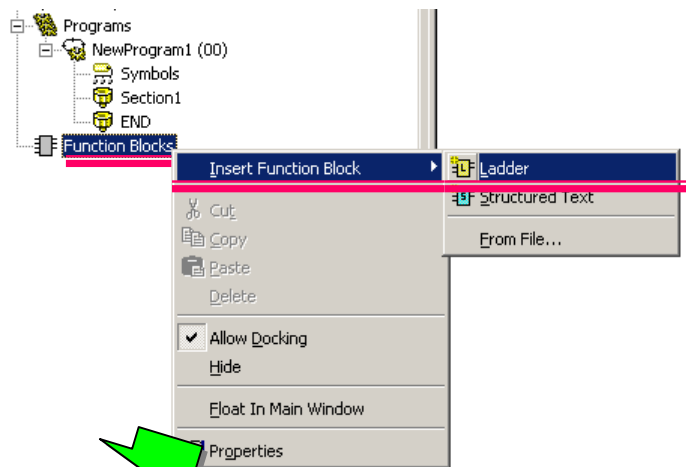 Programs
NewProgram1 (00)
Symbols
Section1
END
Function Blocks
Insert Function Block
Ladder
Structured Text
From File...
Cut
Copy
Paste
Delete
Allow Docking
Hide
Float In Main Window
Properties